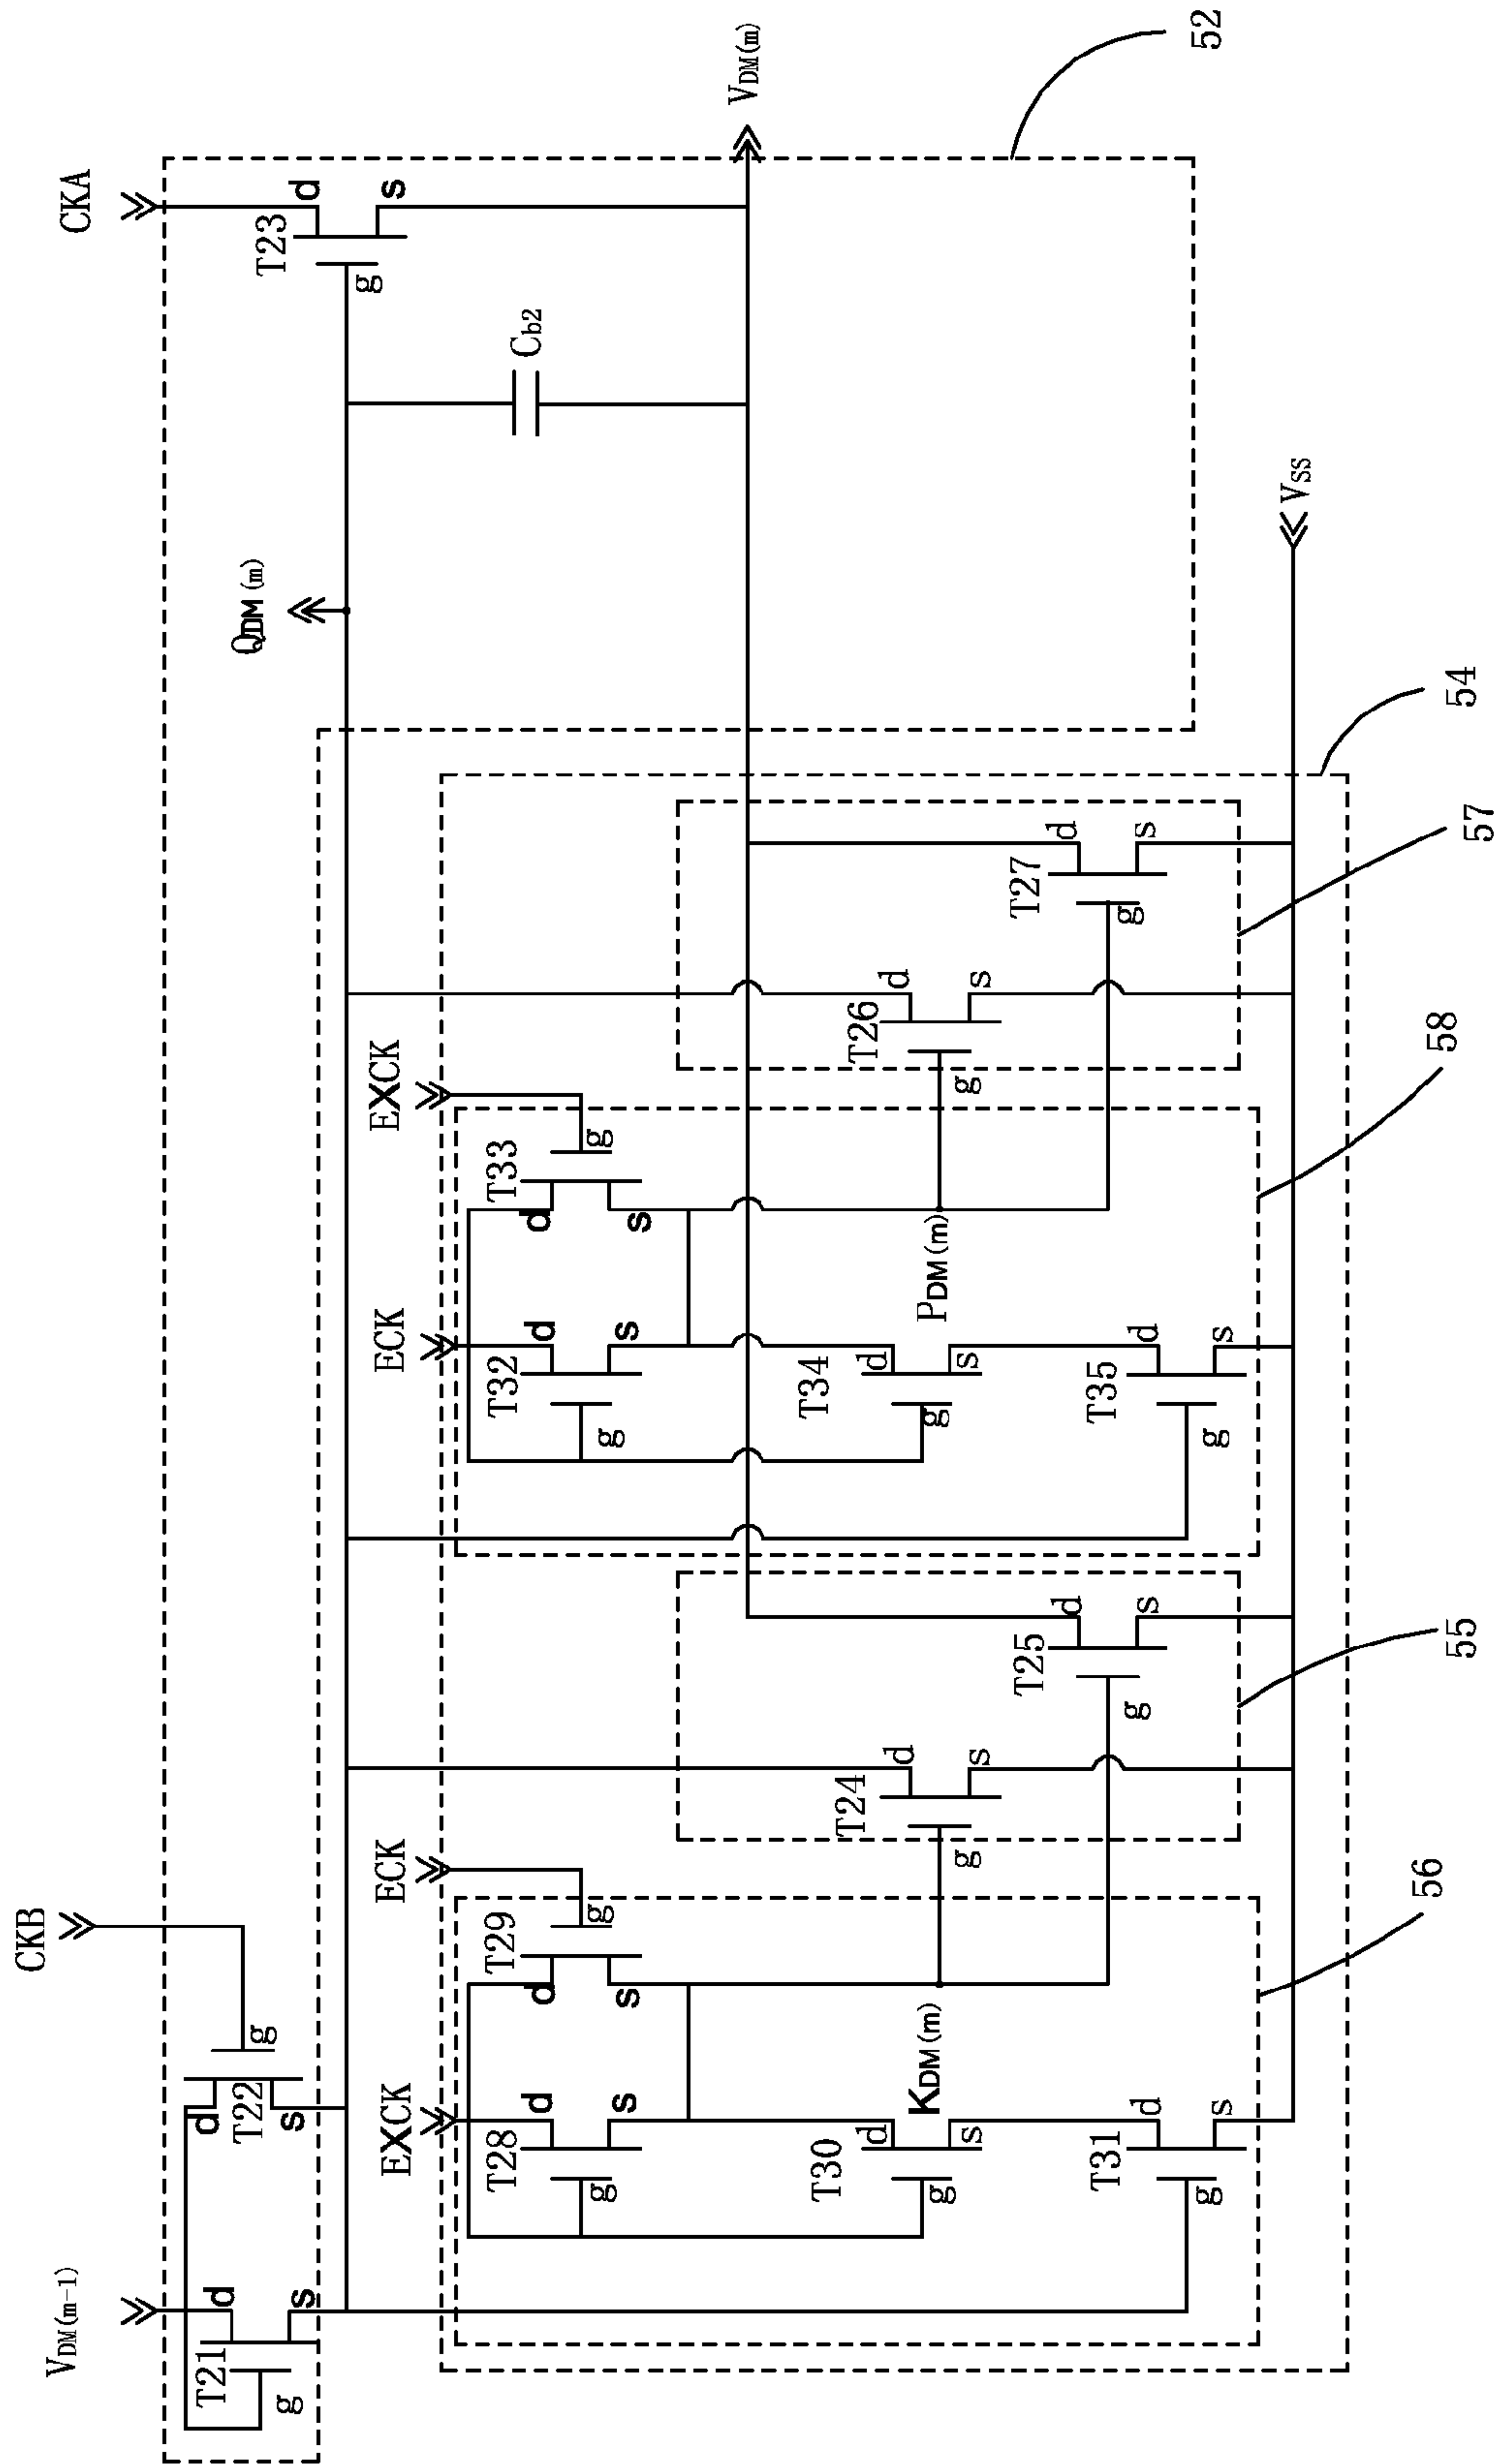 V_DM(m-1)
CKB
CKA
T21
d
s
g
T22
d
s
g
Q_DM(m)
T23
d
s
g
C_b2
V_DM(m)
52
EXCK
ECK
ECK
EXCK
T28
d
s
g
T29
d
s
g
T32
d
s
g
T33
d
s
g
K_DM(m)
P_DM(m)
T30
d
s
g
T24
d
s
g
T34
d
s
g
T26
d
s
g
T31
d
s
g
T25
d
s
g
T35
d
s
g
T27
d
s
g
V_SS
56
55
58
57
54